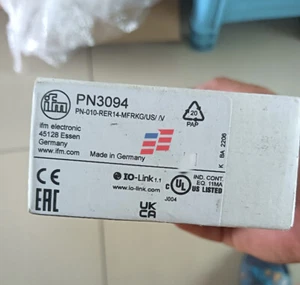 ifm
PN3094
PN-010-RER14-MFRKG/US/ /V
ifm electronic
45128 Essen
Germany
www.ifm.com
Made in Germany
20
PAP
K 8A 2206
CE
IO-Link 1.1
www.io-link.com
C UL US LISTED
IND. CONT.
EQ. 11MA
EAC
UK
CA
J004